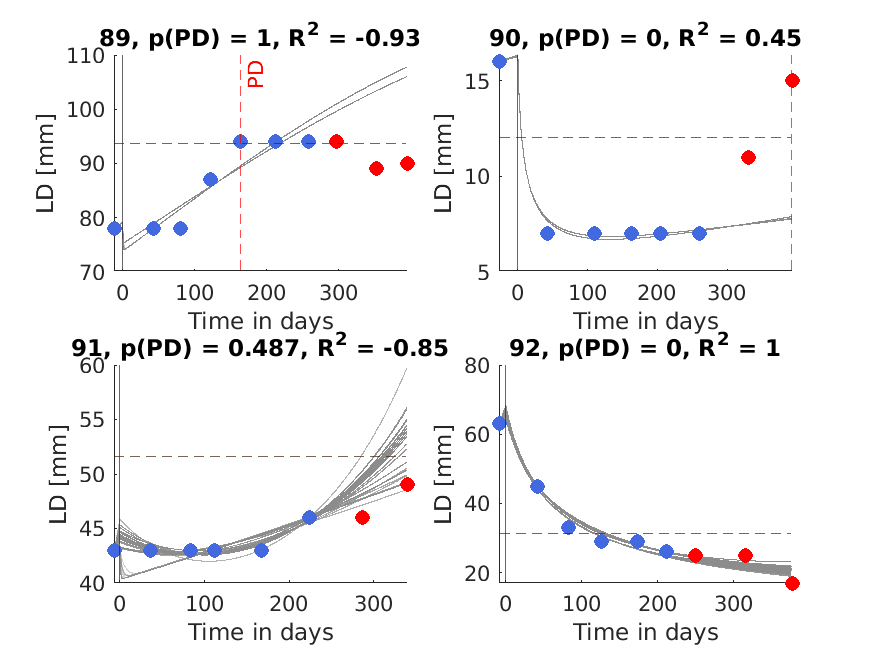 89, p(PD) = 1, R² = -0.93
110
100
90
80
70
LD [mm]
PD
0 100 200 300
Time in days
90, p(PD) = 0, R² = 0.45
15
10
5
LD [mm]
0 100 200 300
Time in days
91, p(PD) = 0.487, R² = -0.85
60
55
50
45
40
LD [mm]
0 100 200 300
Time in days
92, p(PD) = 0, R² = 1
80
60
40
20
LD [mm]
0 100 200 300
Time in days